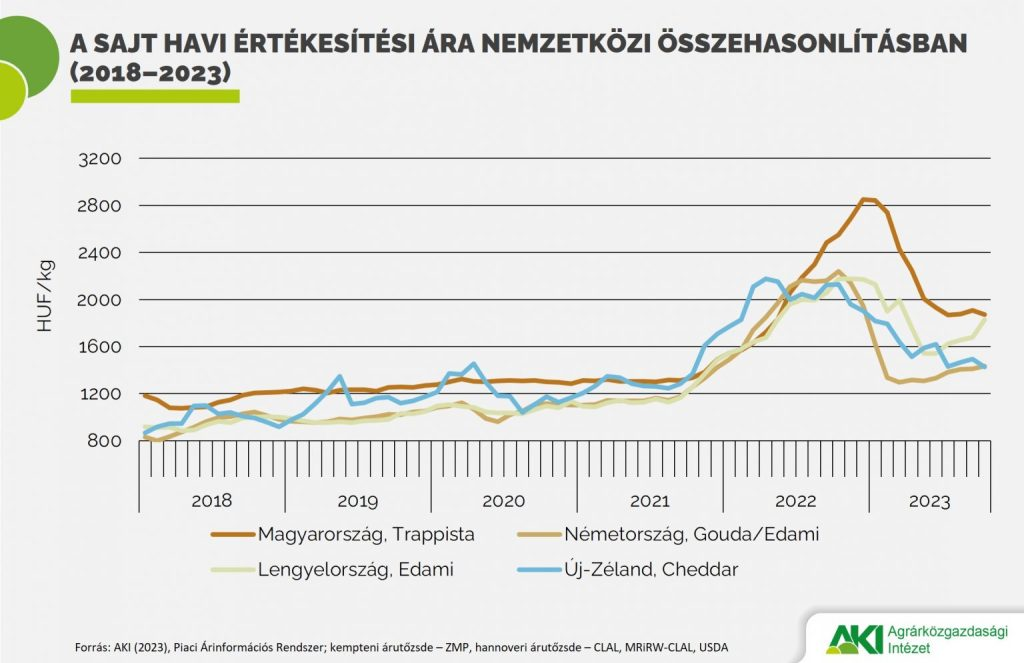 A SAJT HAVI ÉRTÉKESÍTÉSI ÁRA NEMZETKÖZI ÖSSZEHASONLÍTÁSBAN
(2018–2023)
HUF/kg
3200
2800
2400
2000
1600
1200
800
2018 2019 2020 2021 2022 2023
Magyarország, Trappista
Németország, Gouda/Edami
Lengyelország, Edami
Új-Zéland, Cheddar
Forrás: AKI (2023), Piaci Árinformációs Rendszer; kempteni árutőzsde – ZMP, hannoveri árutőzsde – CLAL, MRiRW-CLAL, USDA
AKI Agrárközgazdasági
Intézet